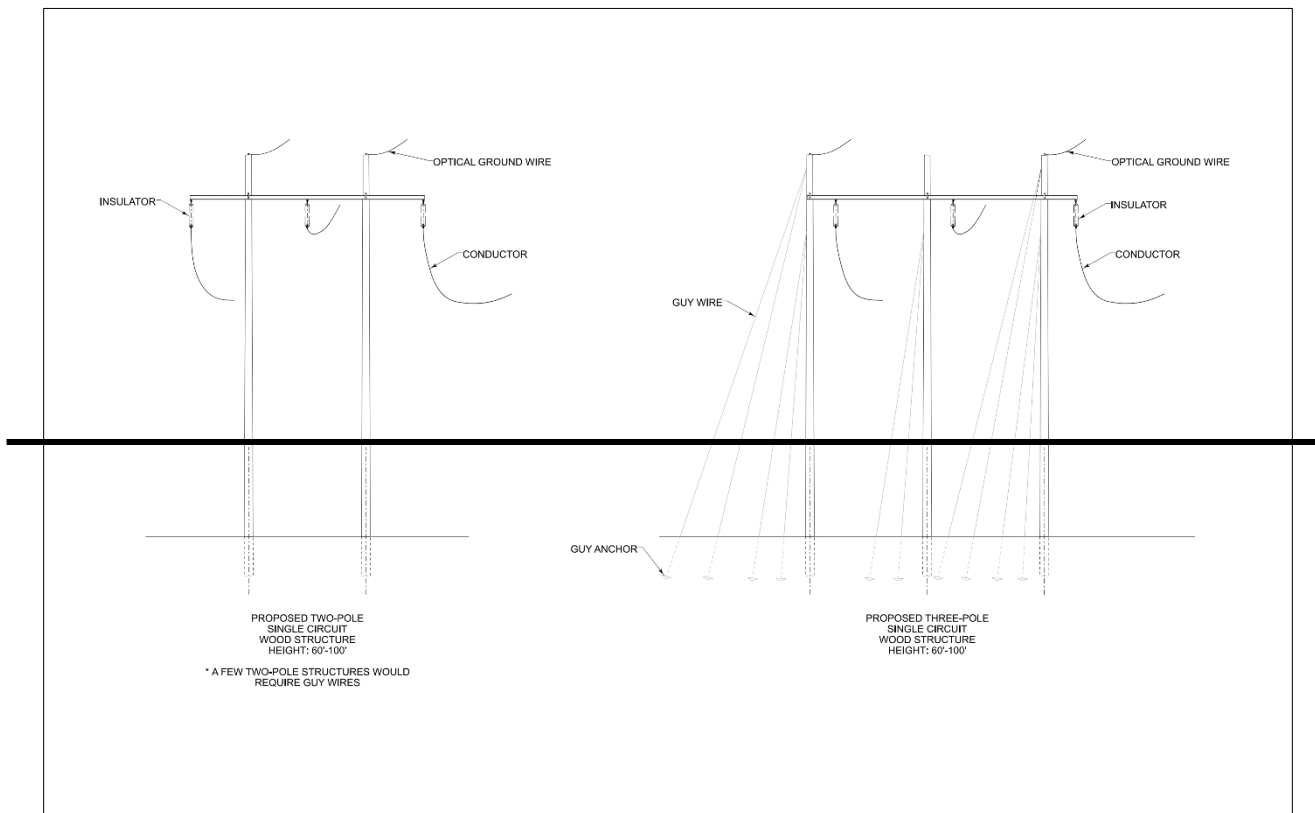 OPTICAL GROUND WIRE
INSULATOR
CONDUCTOR
PROPOSED TWO-POLE
SINGLE CIRCUIT
WOOD STRUCTURE
HEIGHT: 60'-100'
* A FEW TWO-POLE STRUCTURES WOULD
REQUIRE GUY WIRES
OPTICAL GROUND WIRE
INSULATOR
CONDUCTOR
GUY WIRE
GUY ANCHOR
PROPOSED THREE-POLE
SINGLE CIRCUIT
WOOD STRUCTURE
HEIGHT: 60'-100'